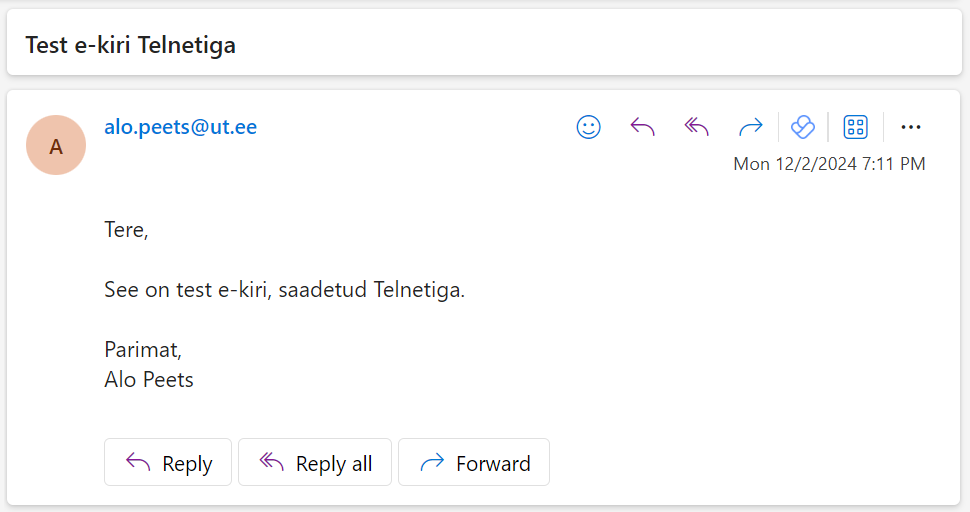 Test e-kiri Telnetiga
A
alo.peets@ut.ee
Mon 12/2/2024 7:11 PM
Tere,
See on test e-kiri, saadetud Telnetiga.
Parimat,
Alo Peets
Reply
Reply all
Forward